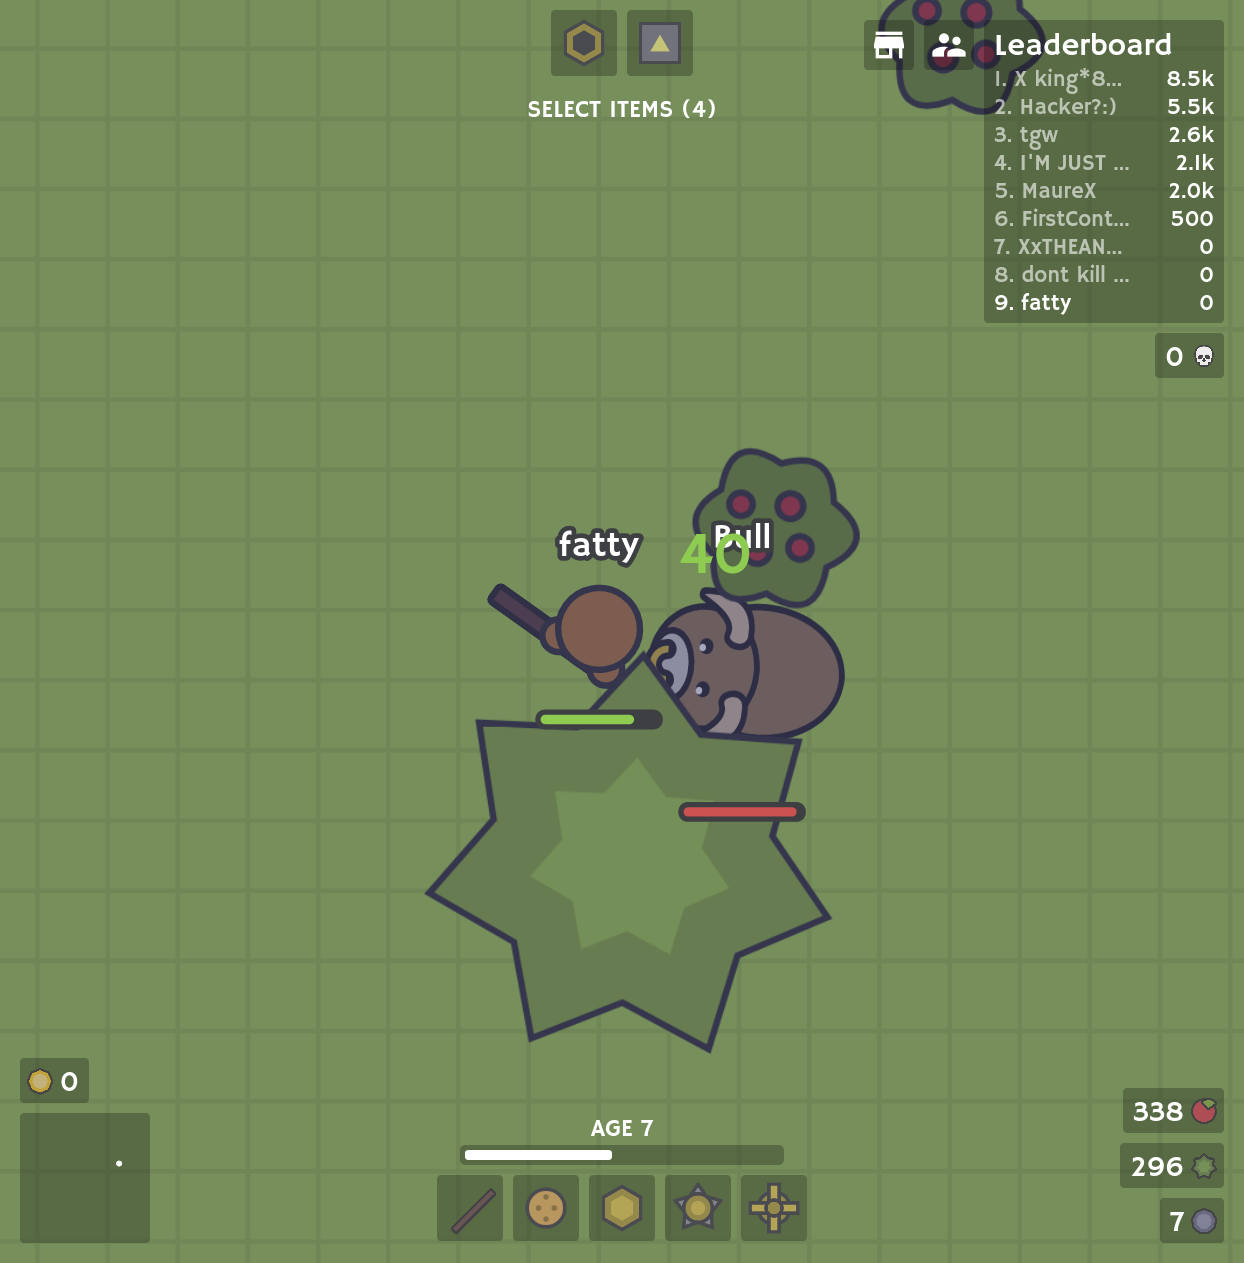 SELECT ITEMS (4)
Leaderboard
1. X king*8... 8.5k
2. Hacker?:) 5.5k
3. tgw 2.6k
4. I'M JUST ... 2.1k
5. MaureX 2.0k
6. FirstCont... 500
7. XxTHEAN... 0
8. dont kill ... 0
9. fatty 0
0
fatty
Bull
40
0
AGE 7
338
296
7